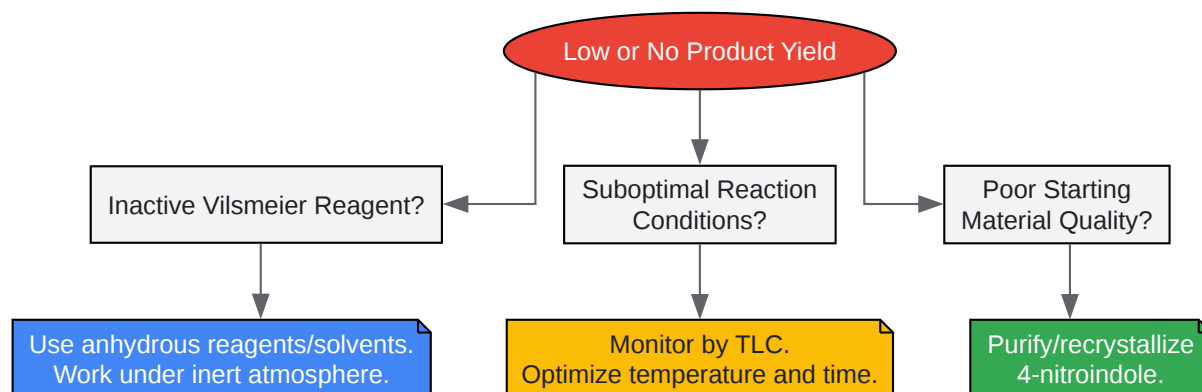 Low or No Product Yield
Inactive Vilsmeier Reagent?
Suboptimal Reaction
Conditions?
Poor Starting
Material Quality?
Use anhydrous reagents/solvents.
Work under inert atmosphere.
Monitor by TLC.
Optimize temperature and time.
Purify/recrystallize
4-nitroindole.